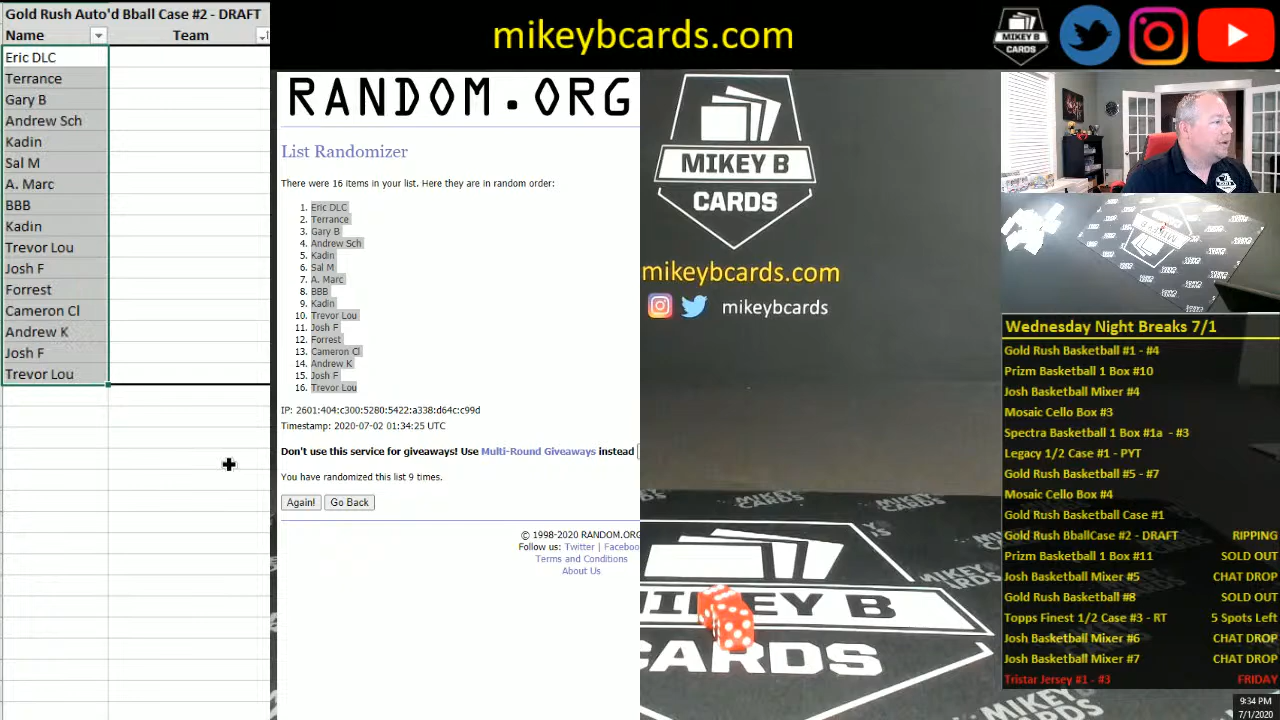 Gold Rush Auto'd Bball Case #2 - DRAFT
Name Team
Eric DLC
Terrance
Gary B
Andrew Sch
Kadin
Sal M
A. Marc
BBB
Kadin
Trevor Lou
Josh F
Forrest
Cameron Cl
Andrew K
Josh F
Trevor Lou
mikeybcards.com
MIKEY B
CARDS
RANDOM.ORG
List Randomizer
There were 16 items in your list. Here they are in random order:
1. Eric DLC
2. Terrance
3. Gary B
4. Andrew Sch
5. Kadin
6. Sal M
7. A. Marc
8. BBB
9. Kadin
10. Trevor Lou
11. Josh F
12. Forrest
13. Cameron Cl
14. Andrew K
15. Josh F
16. Trevor Lou
IP: 2601:404:c300:5280:5422:a338:d64c:c99d
Timestamp: 2020-07-02 01:34:25 UTC
Don't use this service for giveaways! Use Multi-Round Giveaways instead
You have randomized this list 9 times.
Again! Go Back
© 1998-2020 RANDOM.ORG
Follow us: Twitter | Faceboo
Terms and Conditions
About Us
MIKEY B
CARDS
mikeybcards.com
mikeybcards
MIKEY B
CARDS
Wednesday Night Breaks 7/1
Gold Rush Basketball #1 - #4
Prizm Basketball 1 Box #10
Josh Basketball Mixer #4
Mosaic Cello Box #3
Spectra Basketball 1 Box #1a - #3
Legacy 1/2 Case #1 - PYT
Gold Rush Basketball #5 - #7
Mosaic Cello Box #4
Gold Rush Basketball Case #1
Gold Rush BballCase #2 - DRAFT RIPPING
Prizm Basketball 1 Box #11 SOLD OUT
Josh Basketball Mixer #5 CHAT DROP
Gold Rush Basketball #8 SOLD OUT
Topps Finest 1/2 Case #3 - RT 5 Spots Left
Josh Basketball Mixer #6 CHAT DROP
Josh Basketball Mixer #7 CHAT DROP
Tristar Jersey #1 - #3 FRIDAY
9:34 PM
7/1/2020